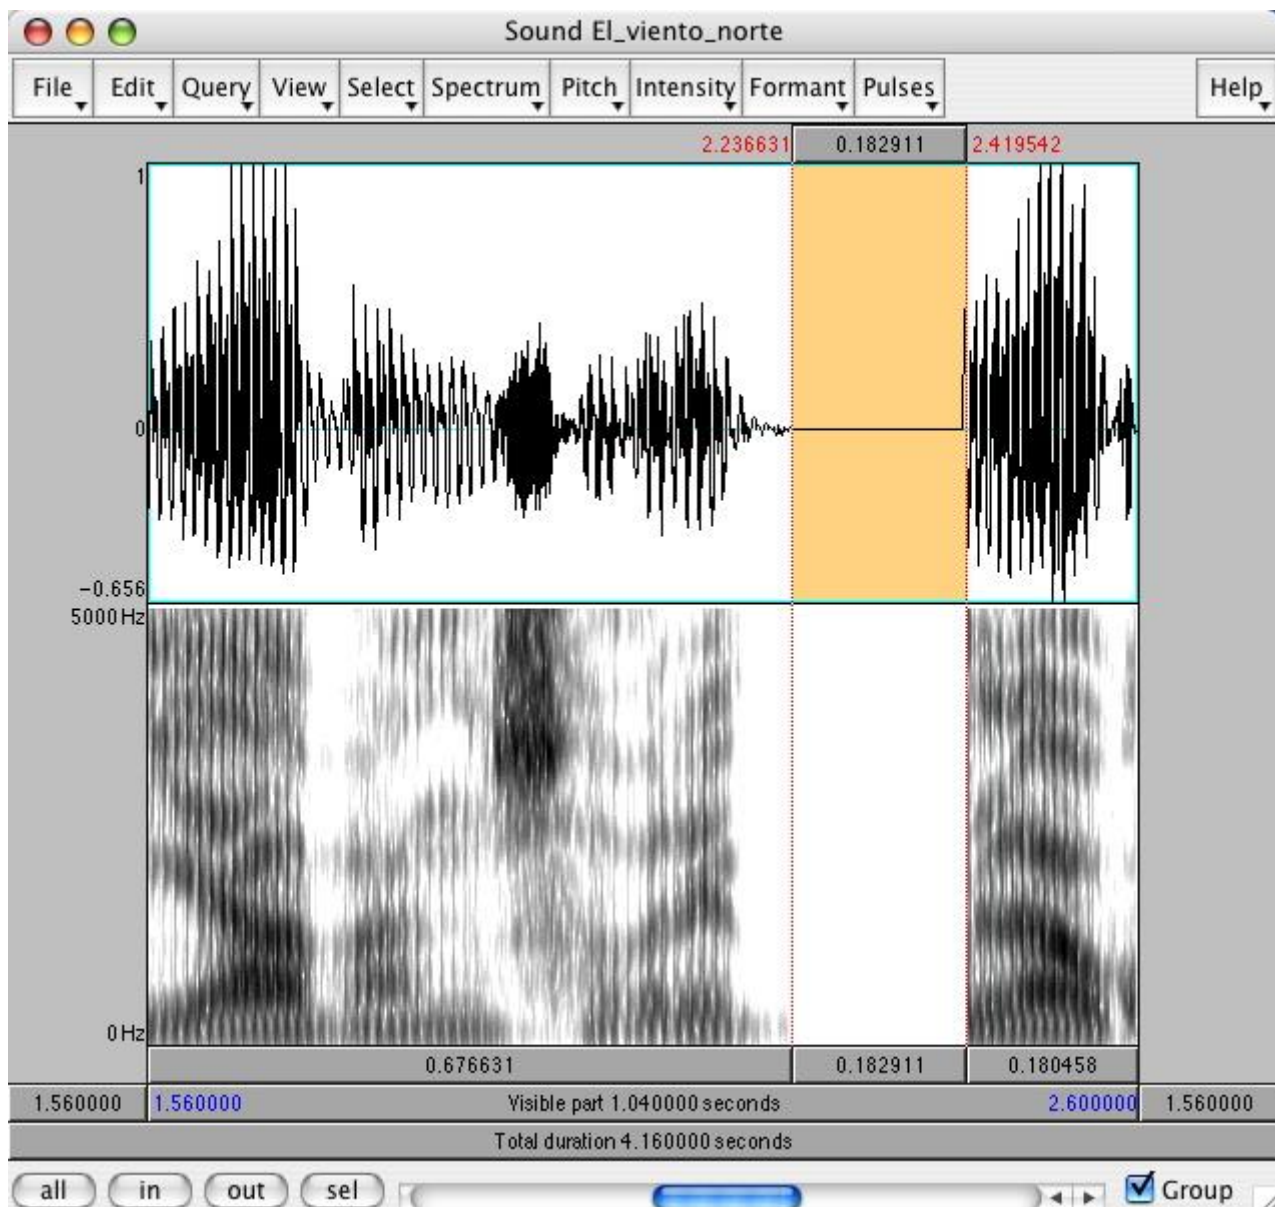 Sound El_viento_norte
File Edit Query View Select Spectrum Pitch Intensity Formant Pulses Help
2.236631 0.182911 2.419542
1
0
-0.656
5000 Hz
0 Hz
0.676631 0.182911 0.180458
1.560000 1.560000 Visible part 1.040000 seconds 2.600000 1.560000
Total duration 4.160000 seconds
all in out sel Group